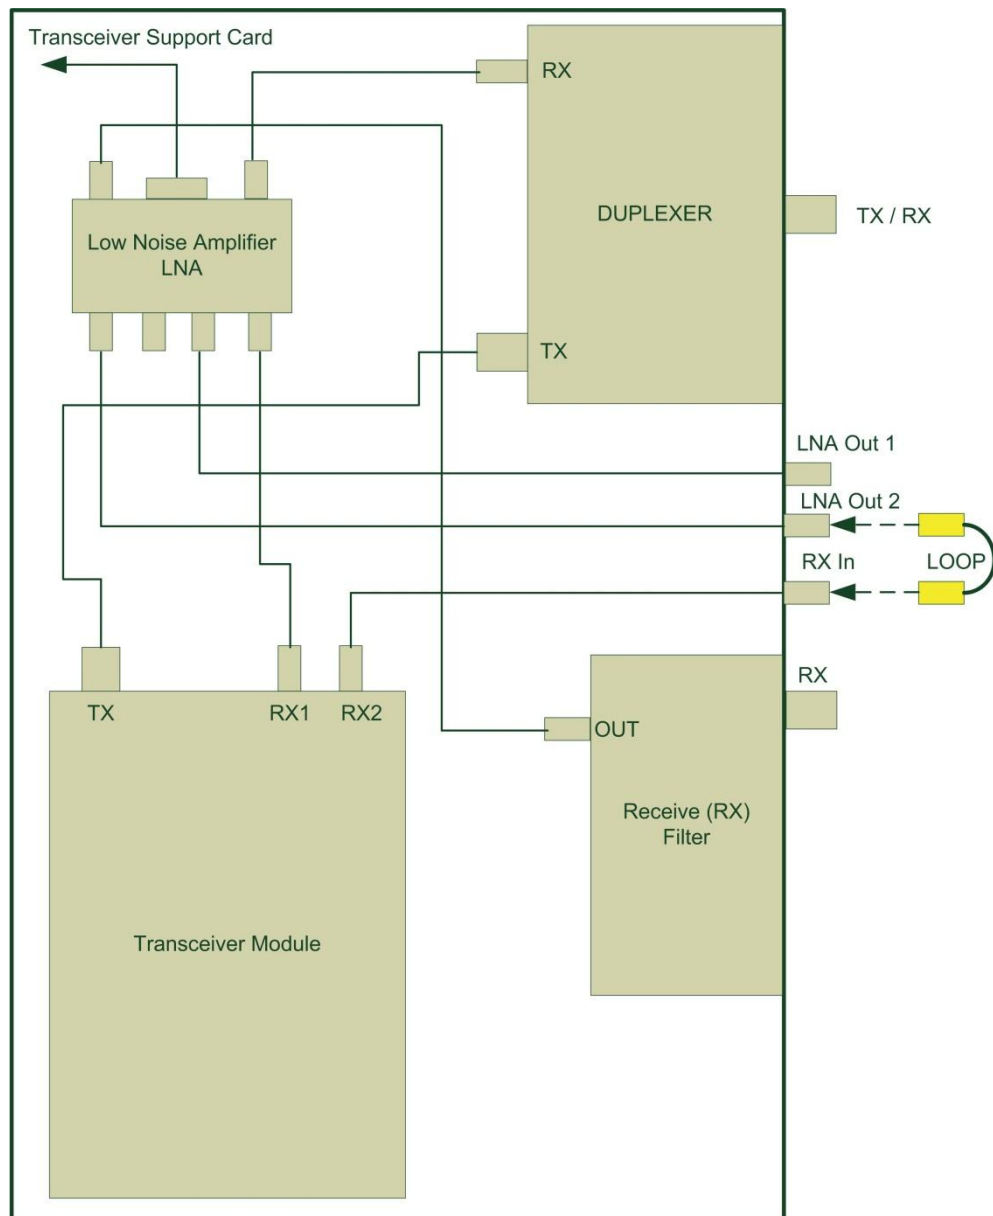 Transceiver Support Card
RX
DUPLEXER
TX / RX
Low Noise Amplifier
LNA
TX
LNA Out 1
LNA Out 2
RX In
LOOP
RX
TX
RX1
RX2
OUT
Receive (RX)
Filter
Transceiver Module